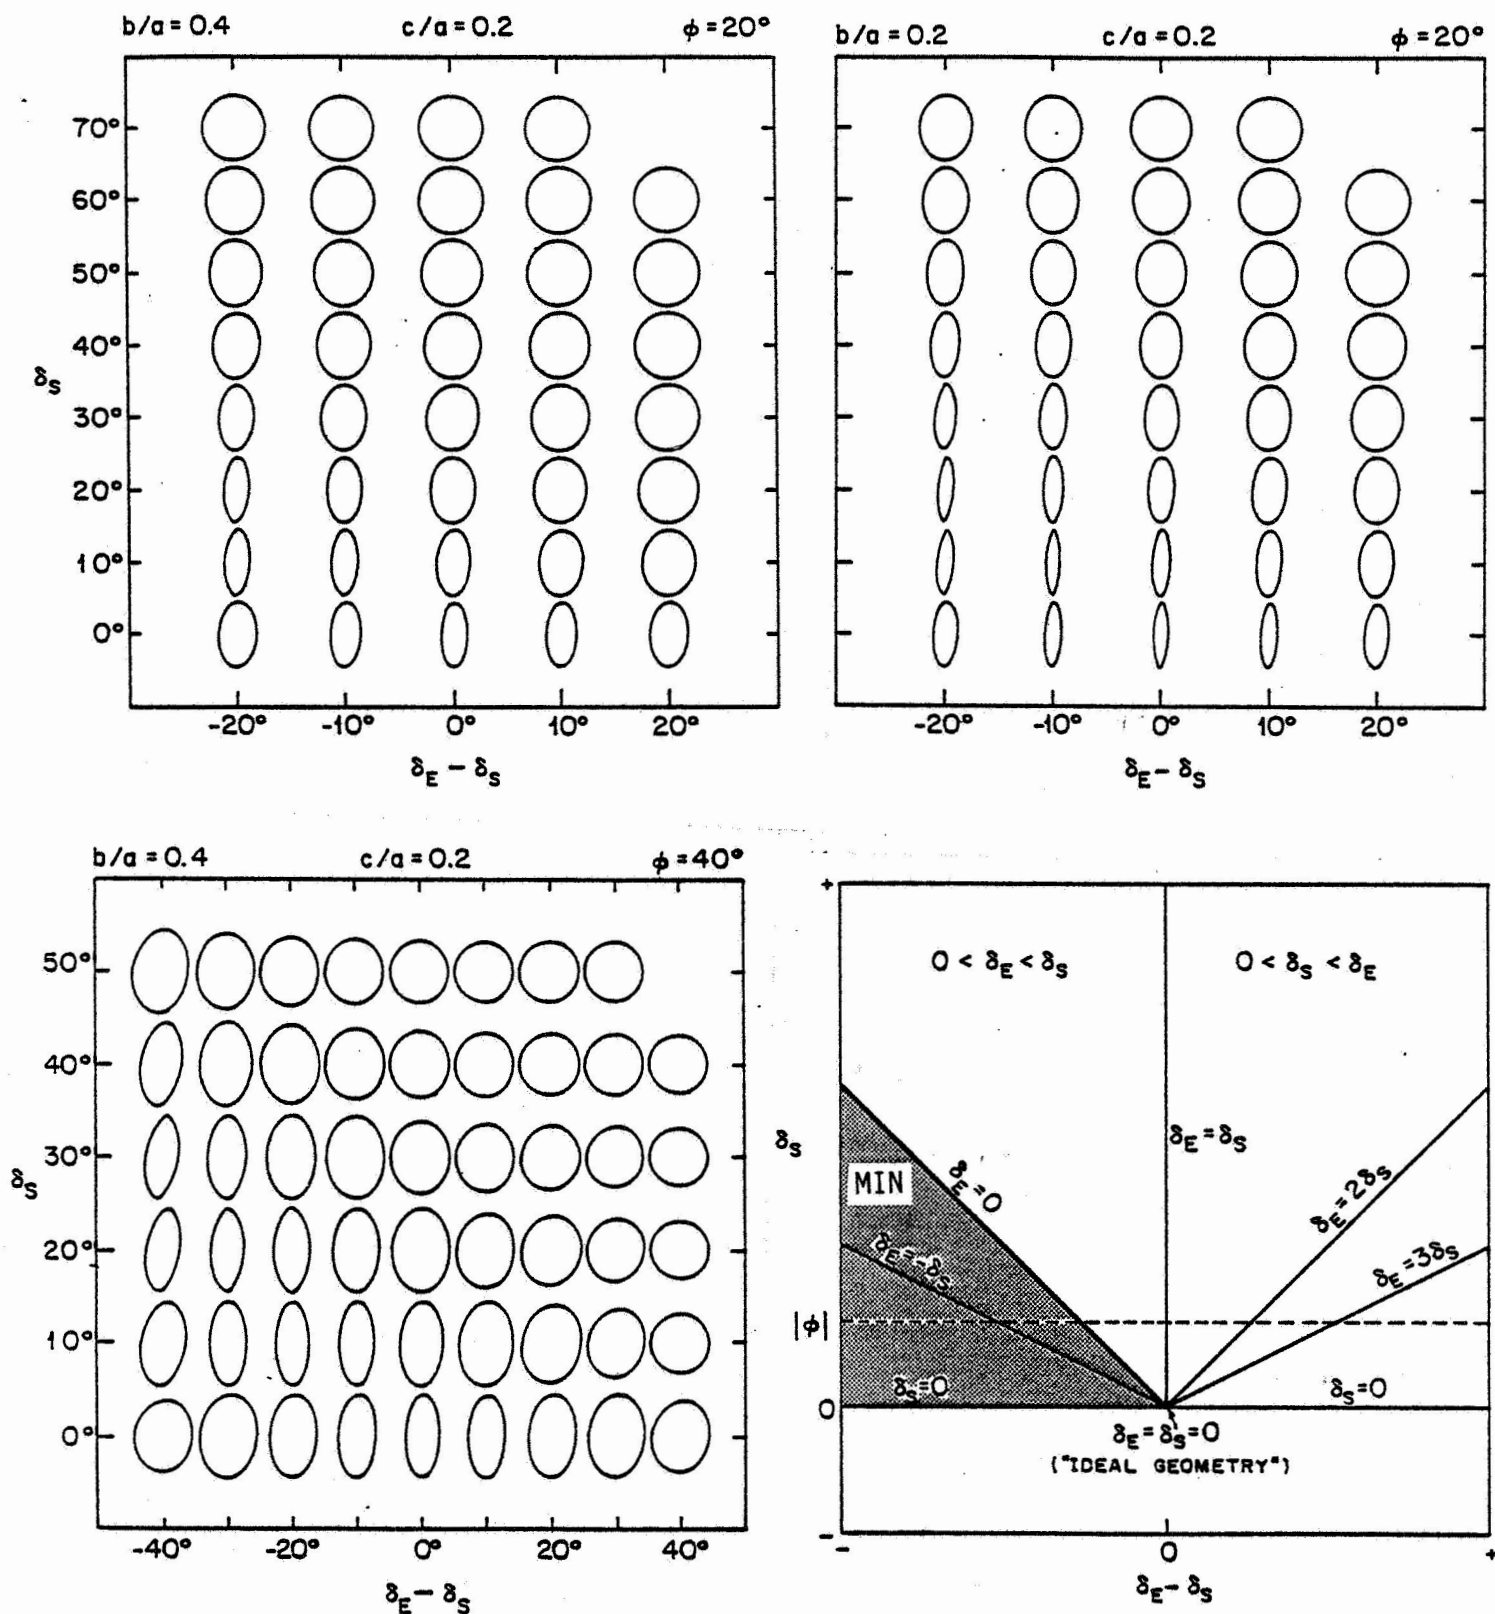 b/a = 0.4 c/a = 0.2 φ = 20°
70°
60°
50°
40°
δS
30°
20°
10°
0°
-20° -10° 0° 10° 20°
δE − δS
b/a = 0.2 c/a = 0.2 φ = 20°
-20° -10° 0° 10° 20°
δE − δS
b/a = 0.4 c/a = 0.2 φ = 40°
50°
40°
30°
δS
20°
10°
0°
-40° -20° 0° 20° 40°
δE − δS
+
0 < δE < δS 0 < δS < δE
δS
δE = δS
MIN
δE = 0
δE = 2δS
δE = -δS
δE = 3δS
|φ|
δS = 0
δS = 0
0
δE = δS = 0
("IDEAL GEOMETRY")
-
- 0 +
δE − δS